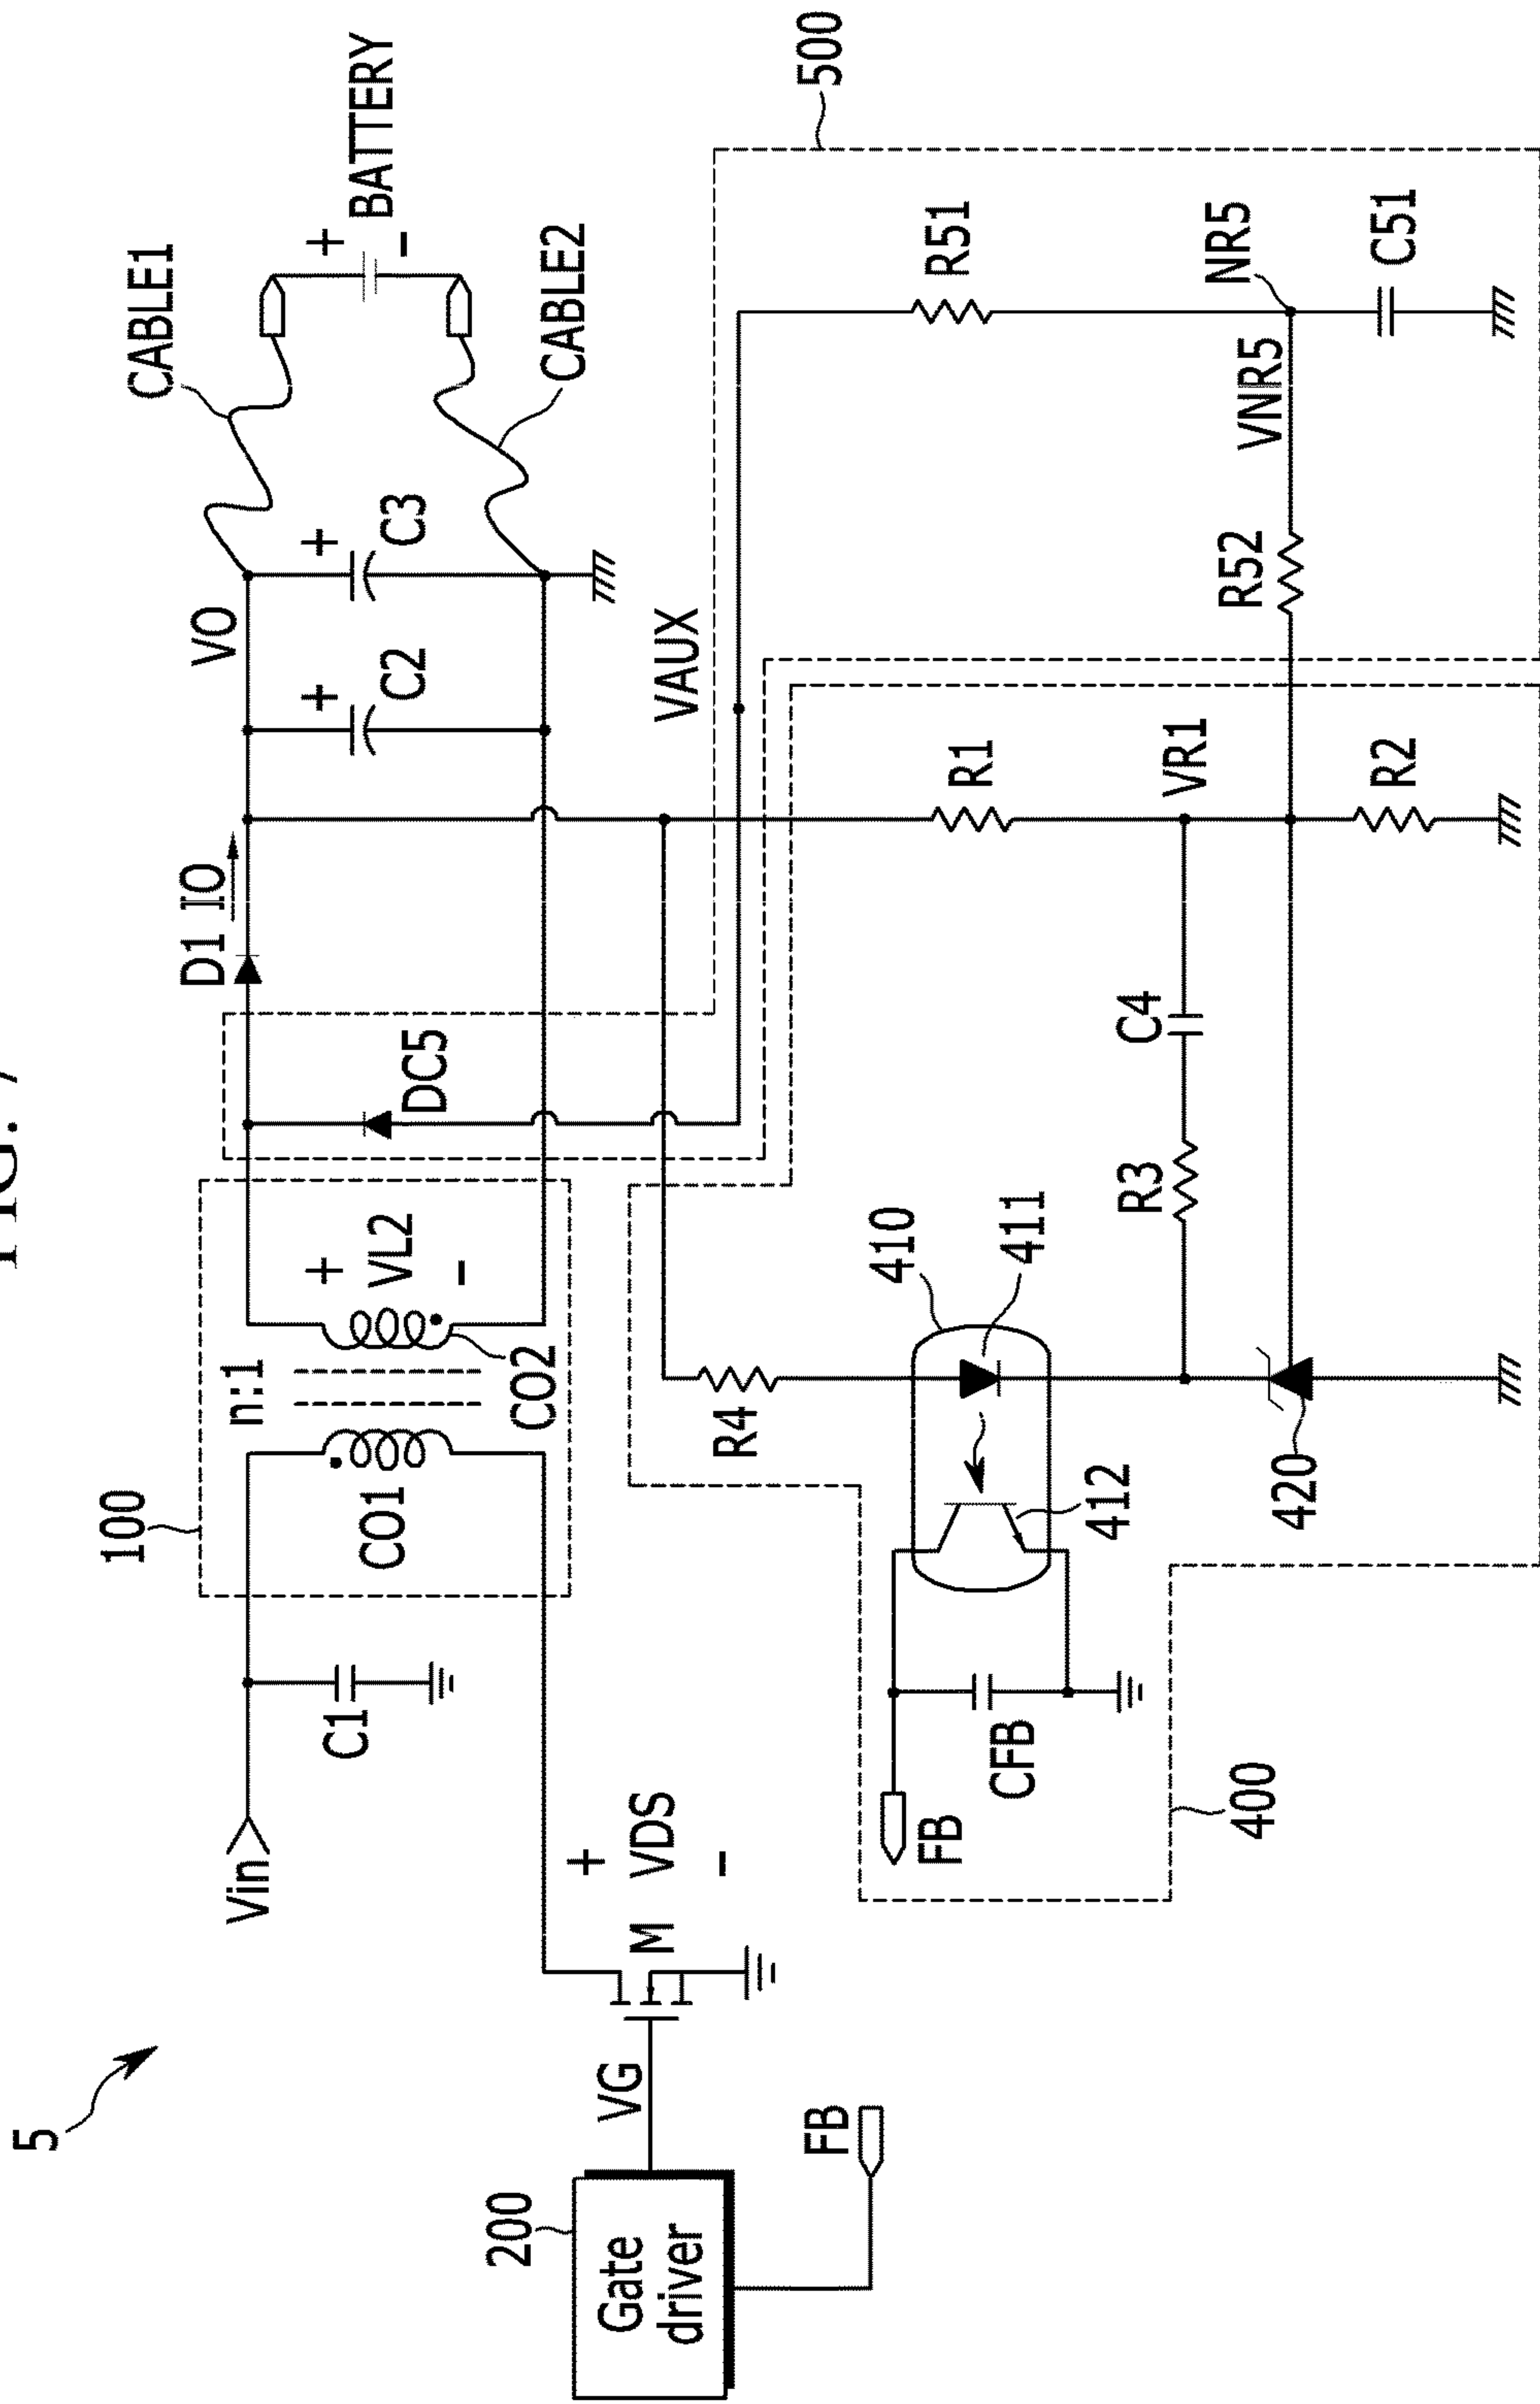 FIG. 7
5
Vin
C1
100
n:1
CO1
CO2
+
VL2
-
D1
IO
DC5
VO
+
C2
+
C3
CABLE1
CABLE2
+
BATTERY
-
200
Gate
driver
VG
M
+
VDS
-
FB
FB
CFB
400
410
411
412
420
R4
R3
C4
R1
VR1
R2
VAUX
500
R51
R52
VNR5
NR5
C51